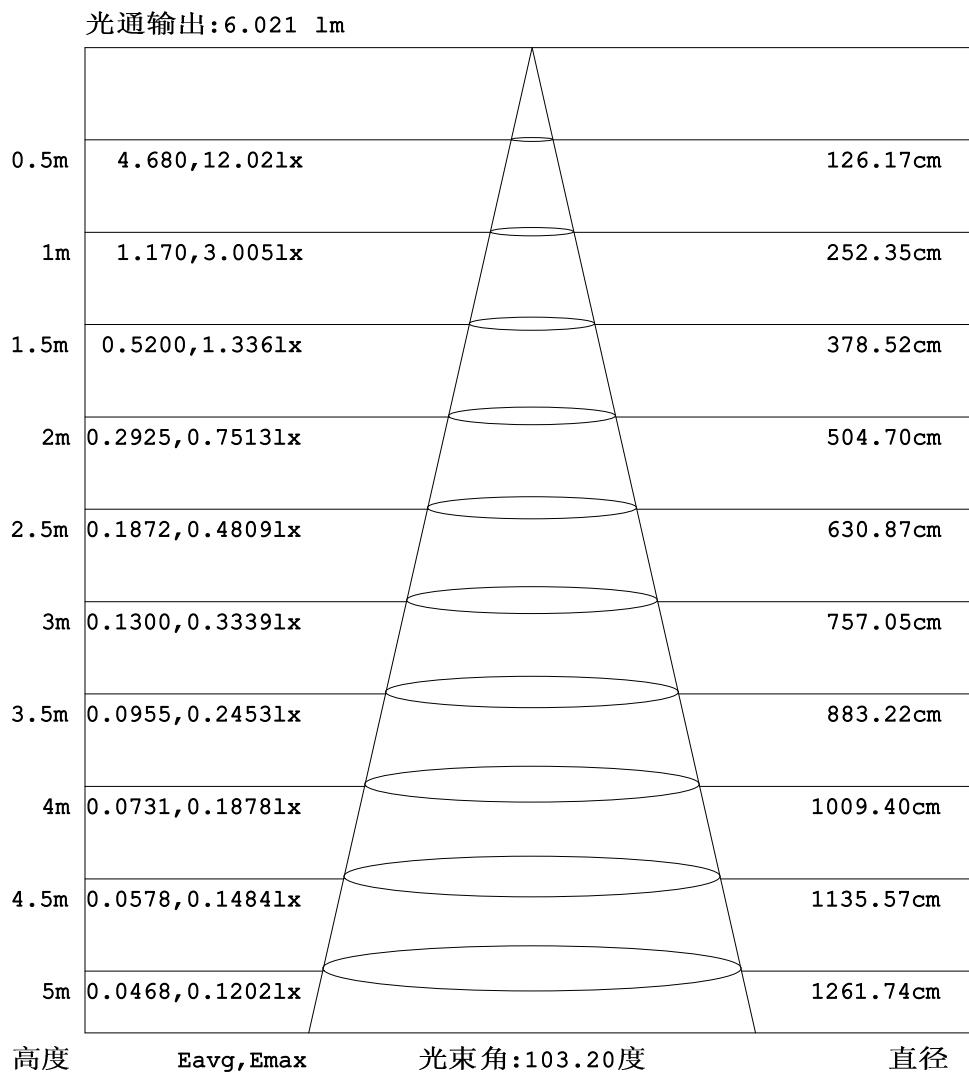 光通输出:6.021 lm
0.5m 4.680,12.02lx 126.17cm
1m 1.170,3.005lx 252.35cm
1.5m 0.5200,1.336lx 378.52cm
2m 0.2925,0.7513lx 504.70cm
2.5m 0.1872,0.4809lx 630.87cm
3m 0.1300,0.3339lx 757.05cm
3.5m 0.0955,0.2453lx 883.22cm
4m 0.0731,0.1878lx 1009.40cm
4.5m 0.0578,0.1484lx 1135.57cm
5m 0.0468,0.1202lx 1261.74cm
高度 Eavg,Emax 光束角:103.20度 直径